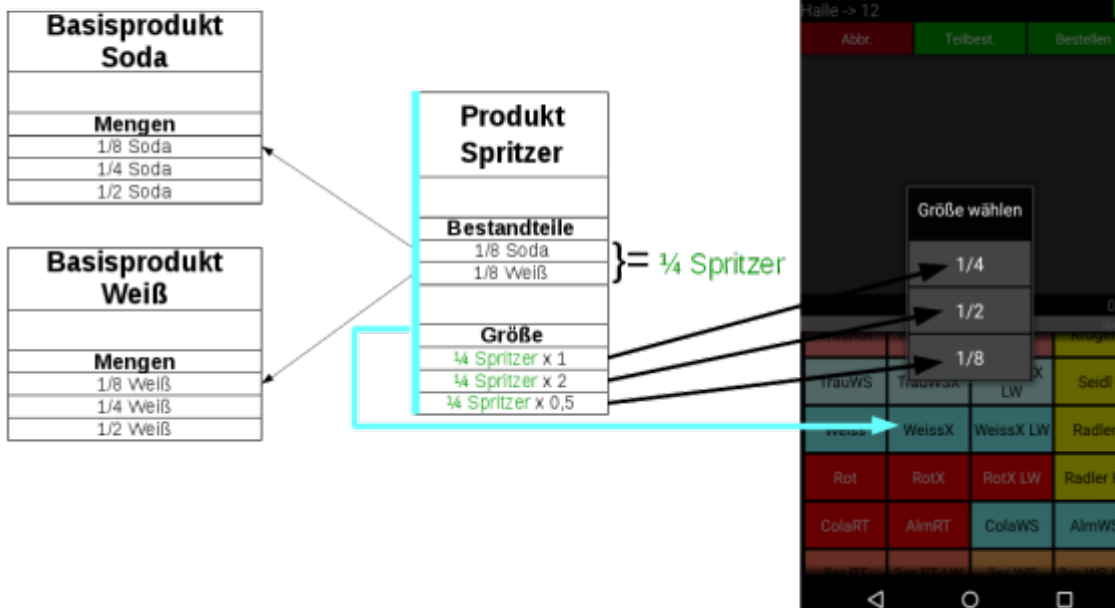 Basisprodukt
Soda
Mengen
1/8 Soda
1/4 Soda
1/2 Soda
Basisprodukt
Weiß
Mengen
1/8 Weiß
1/4 Weiß
1/2 Weiß
Produkt
Spritzer
Bestandteile
1/8 Soda
1/8 Weiß
}= ¼ Spritzer
Größe
¼ Spritzer x 1
¼ Spritzer x 2
¼ Spritzer x 0,5
Halle -> 12
Abbr.
Teilbest.
Bestellen
Größe wählen
1/4
1/2
1/8
TrauWS
LW
Seidl
WeissX
WeissX LW
Radler
Rot
RotX
RotX LW
Radler
ColaRT
AlmRT
ColaWS
AlmWS